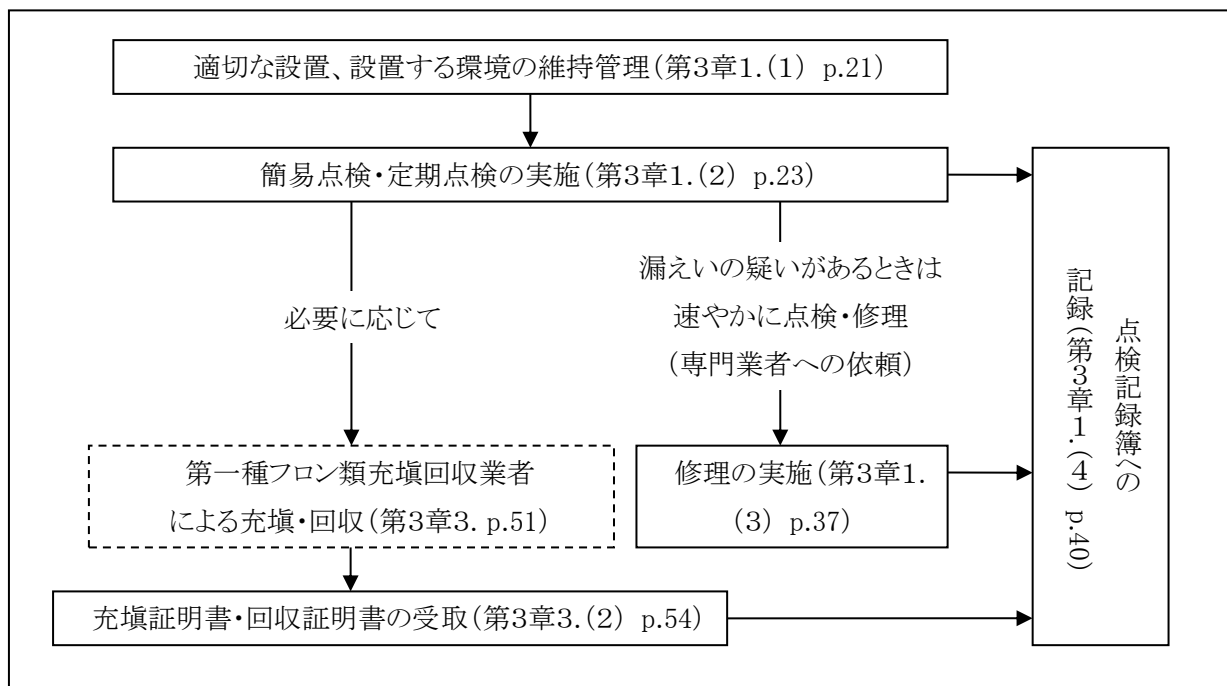 適切な設置、設置する環境の維持管理(第3章1.(1) p.21)
簡易点検・定期点検の実施(第3章1.(2) p.23)
必要に応じて
漏えいの疑いがあるときは
速やかに点検・修理
(専門業者への依頼)
第一種フロン類充塡回収業者
による充塡・回収(第3章3. p.51)
修理の実施(第3章1.
(3) p.37)
充塡証明書・回収証明書の受取(第3章3.(2) p.54)
点検記録簿への
記録(第3章1.(4) p.40)